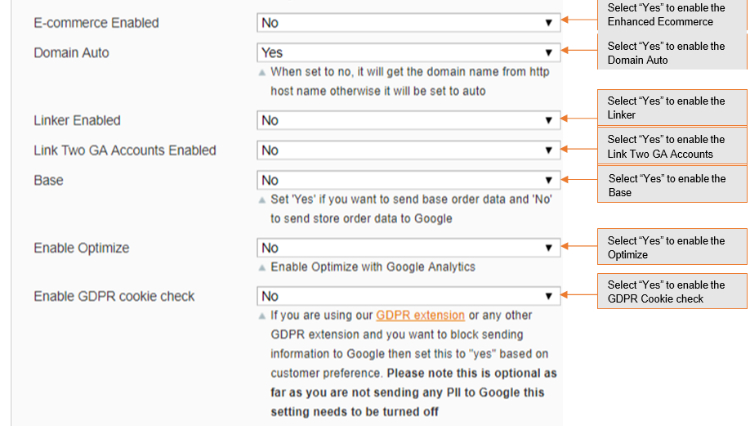 E-commerce Enabled No Select "Yes" to enable the
Enhanced Ecommerce
Domain Auto Yes Select "Yes" to enable the
Domain Auto
When set to no, it will get the domain name from http
host name otherwise it will be set to auto
Linker Enabled No Select "Yes" to enable the
Linker
Link Two GA Accounts Enabled No Select "Yes" to enable the
Link Two GA Accounts
Base No Select "Yes" to enable the
Base
Set 'Yes' if you want to send base order data and 'No'
to send store order data to Google
Enable Optimize No Select "Yes" to enable the
Optimize
Enable Optimize with Google Analytics
Enable GDPR cookie check No Select "Yes" to enable the
GDPR Cookie check
If you are using our GDPR extension or any other
GDPR extension and you want to block sending
information to Google then set this to "yes" based on
customer preference. Please note this is optional as
far as you are not sending any PII to Google this
setting needs to be turned off